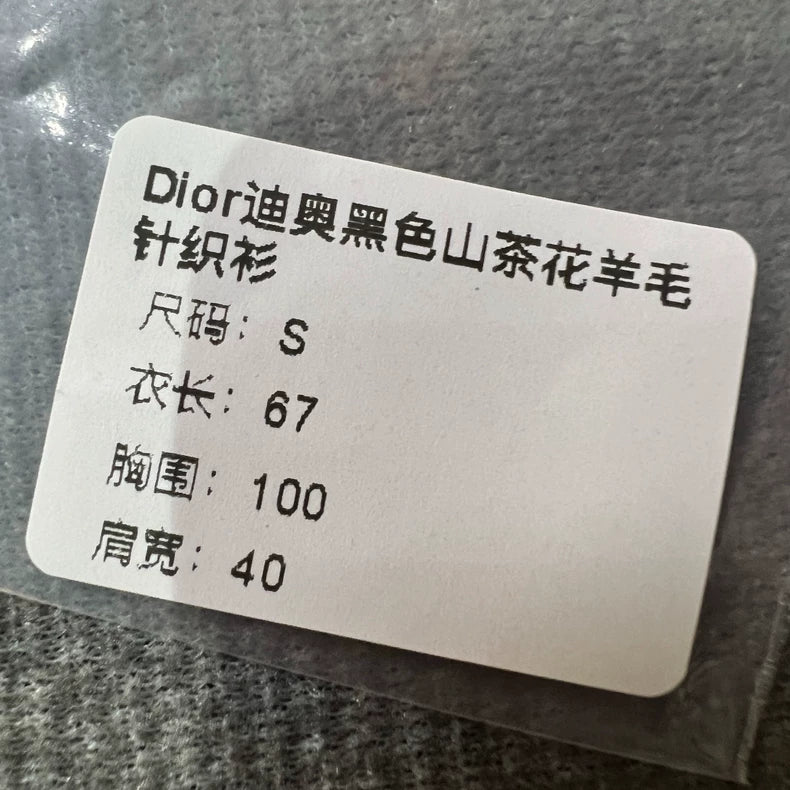 Dior迪奥黑色山茶花羊毛
针织衫
尺码：S
衣长：67
胸围：100
肩宽：40